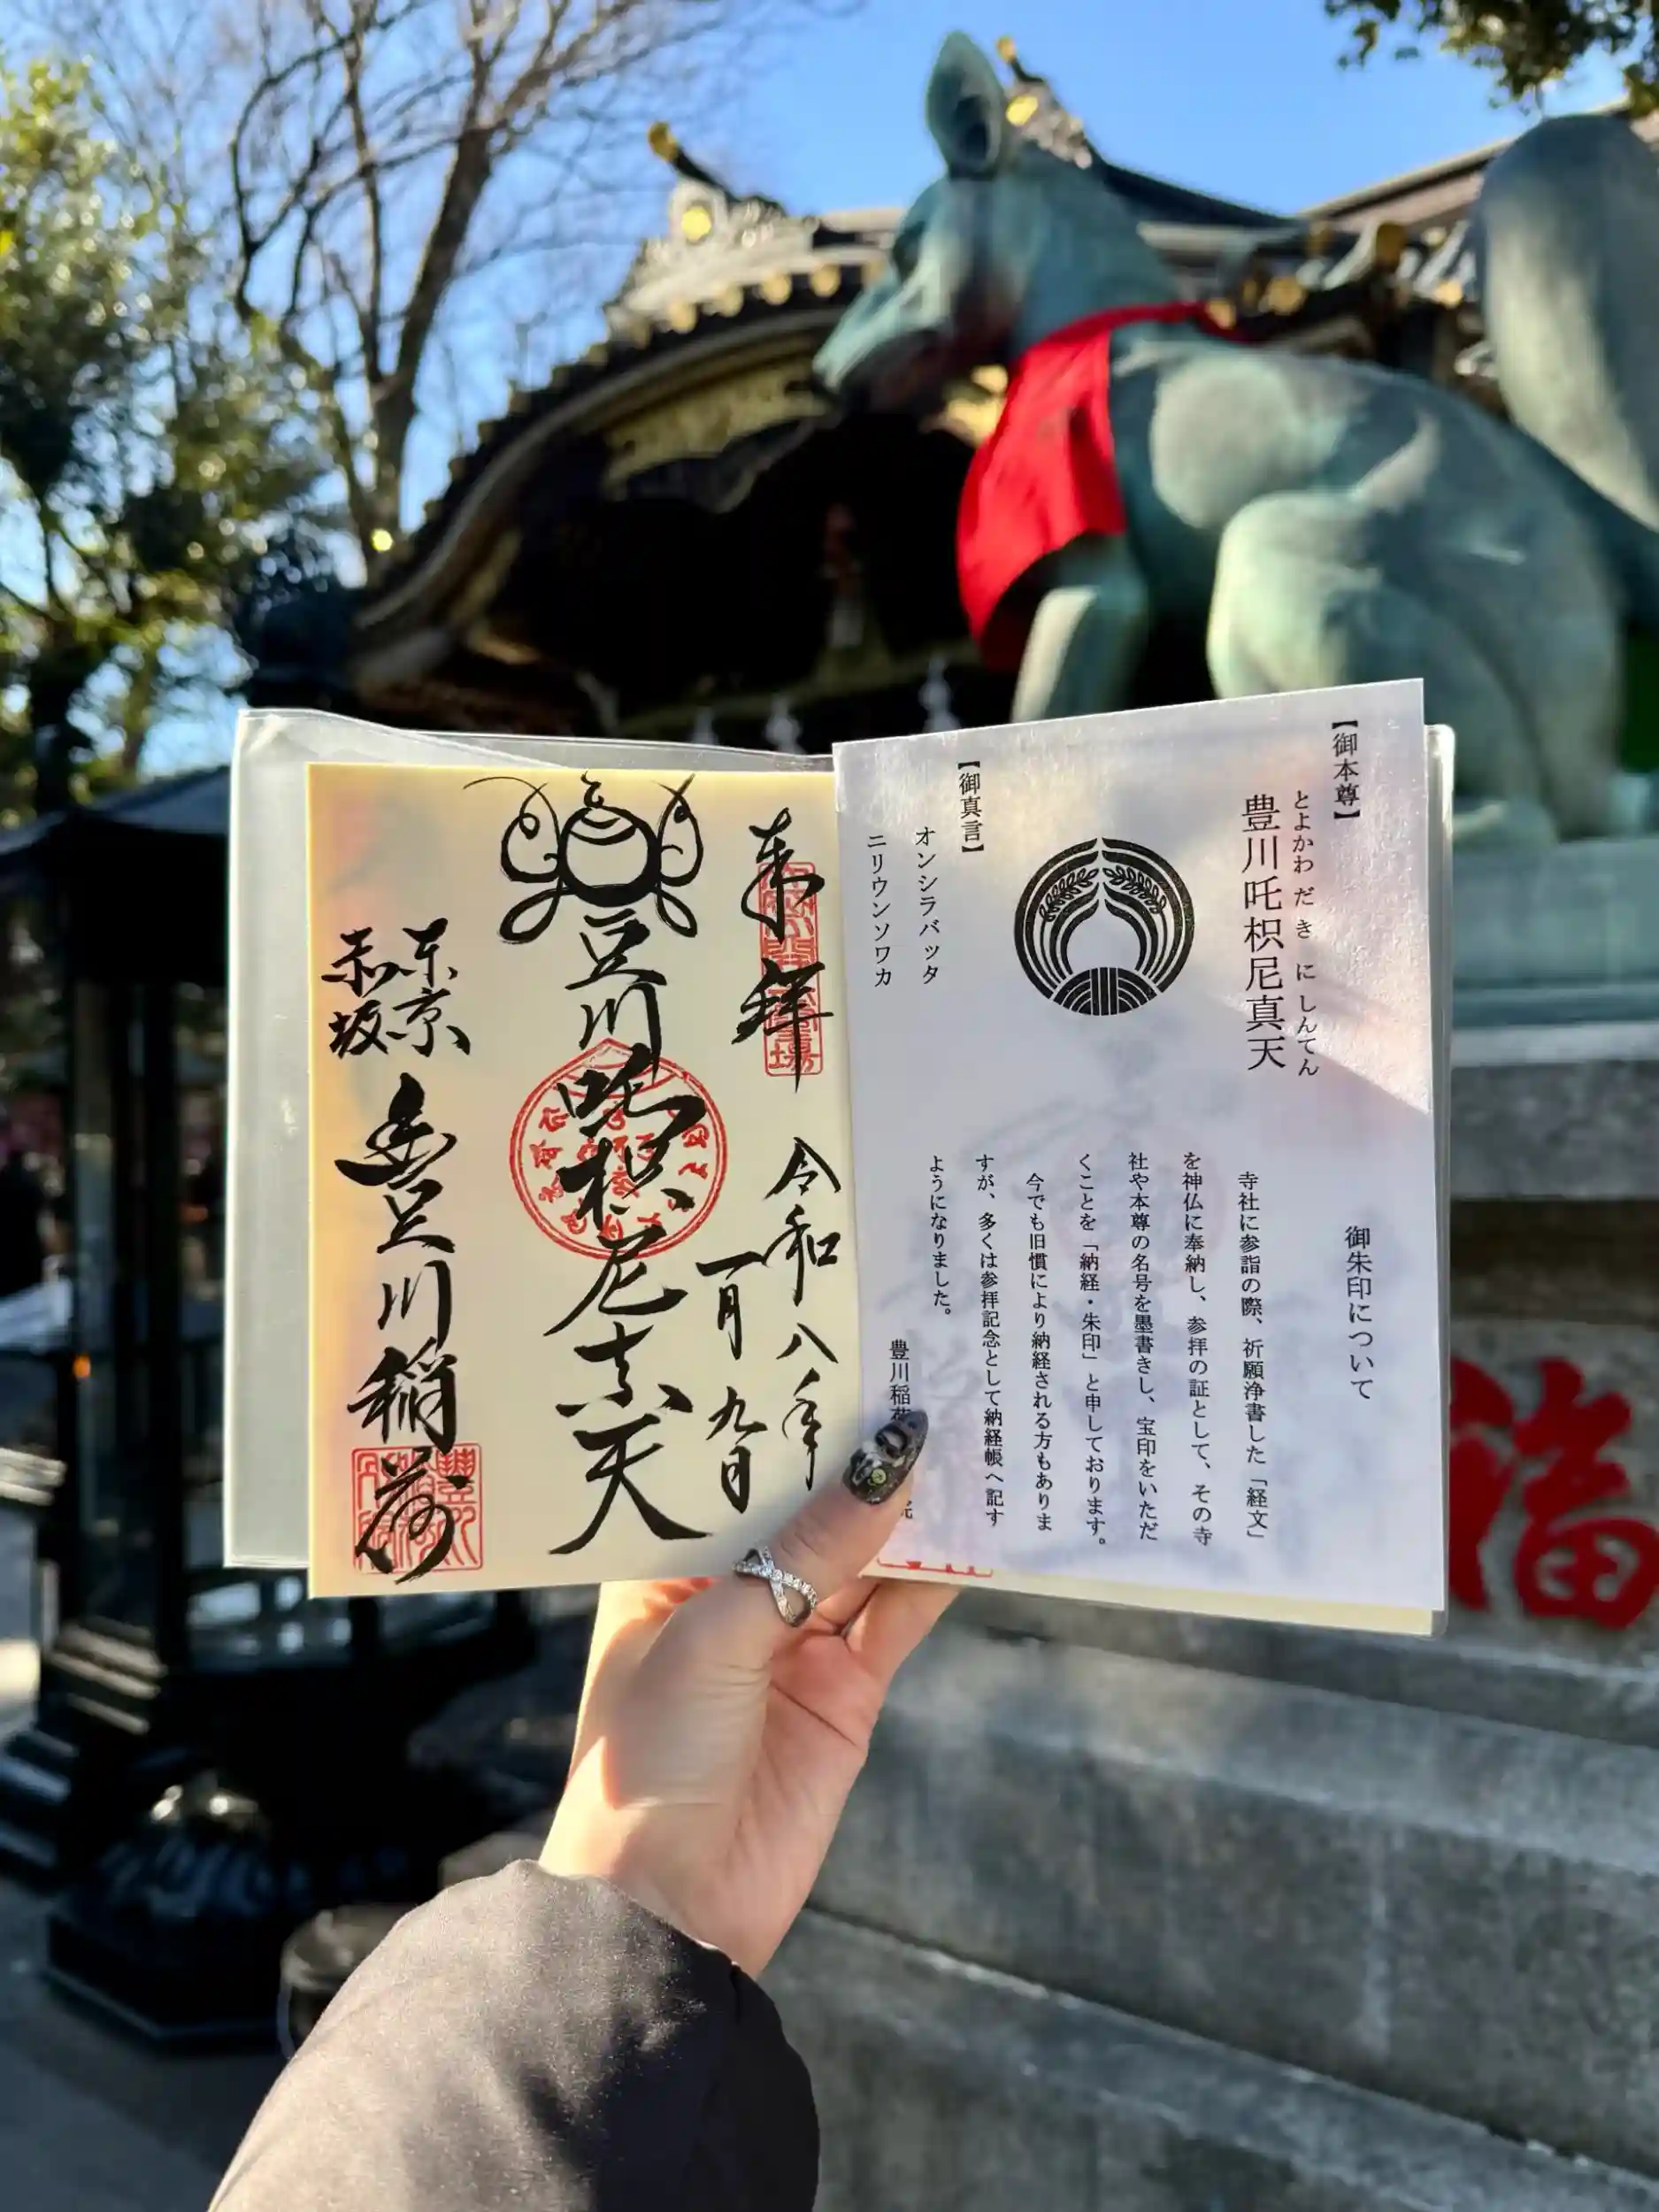 【御本尊】
とよかわ だ き に しんてん
豊川吒枳尼真天
【御真言】
オンシラバッタ
ニリウンソワカ
御朱印について
寺社に参詣の際、祈願浄書した「経文」
を神仏に奉納し、参拝の証として、その寺
社や本尊の名号を墨書きし、宝印をいただ
くことを「納経・朱印」と申しております。
今でも旧慣により納経される方もありま
すが、多くは参拝記念として納経帳へ記す
ようになりました。
豊川稲荷
奉拝
令和八年
一月九日
豊川吒枳尼真天
東京
赤坂
豊川稲荷
福